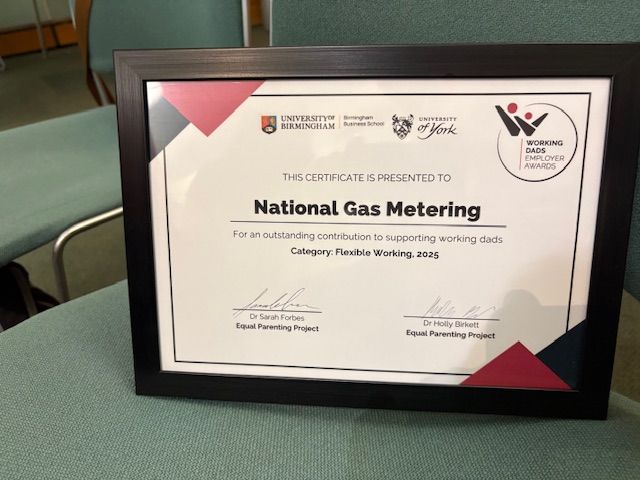 UNIVERSITY OF
BIRMINGHAM
Birmingham
Business School
UNIVERSITY
of York
WORKING
DADS
EMPLOYER
AWARDS
THIS CERTIFICATE IS PRESENTED TO
National Gas Metering
For an outstanding contribution to supporting working dads
Category: Flexible Working, 2025
Dr Sarah Forbes
Equal Parenting Project
Dr Holly Birkett
Equal Parenting Project